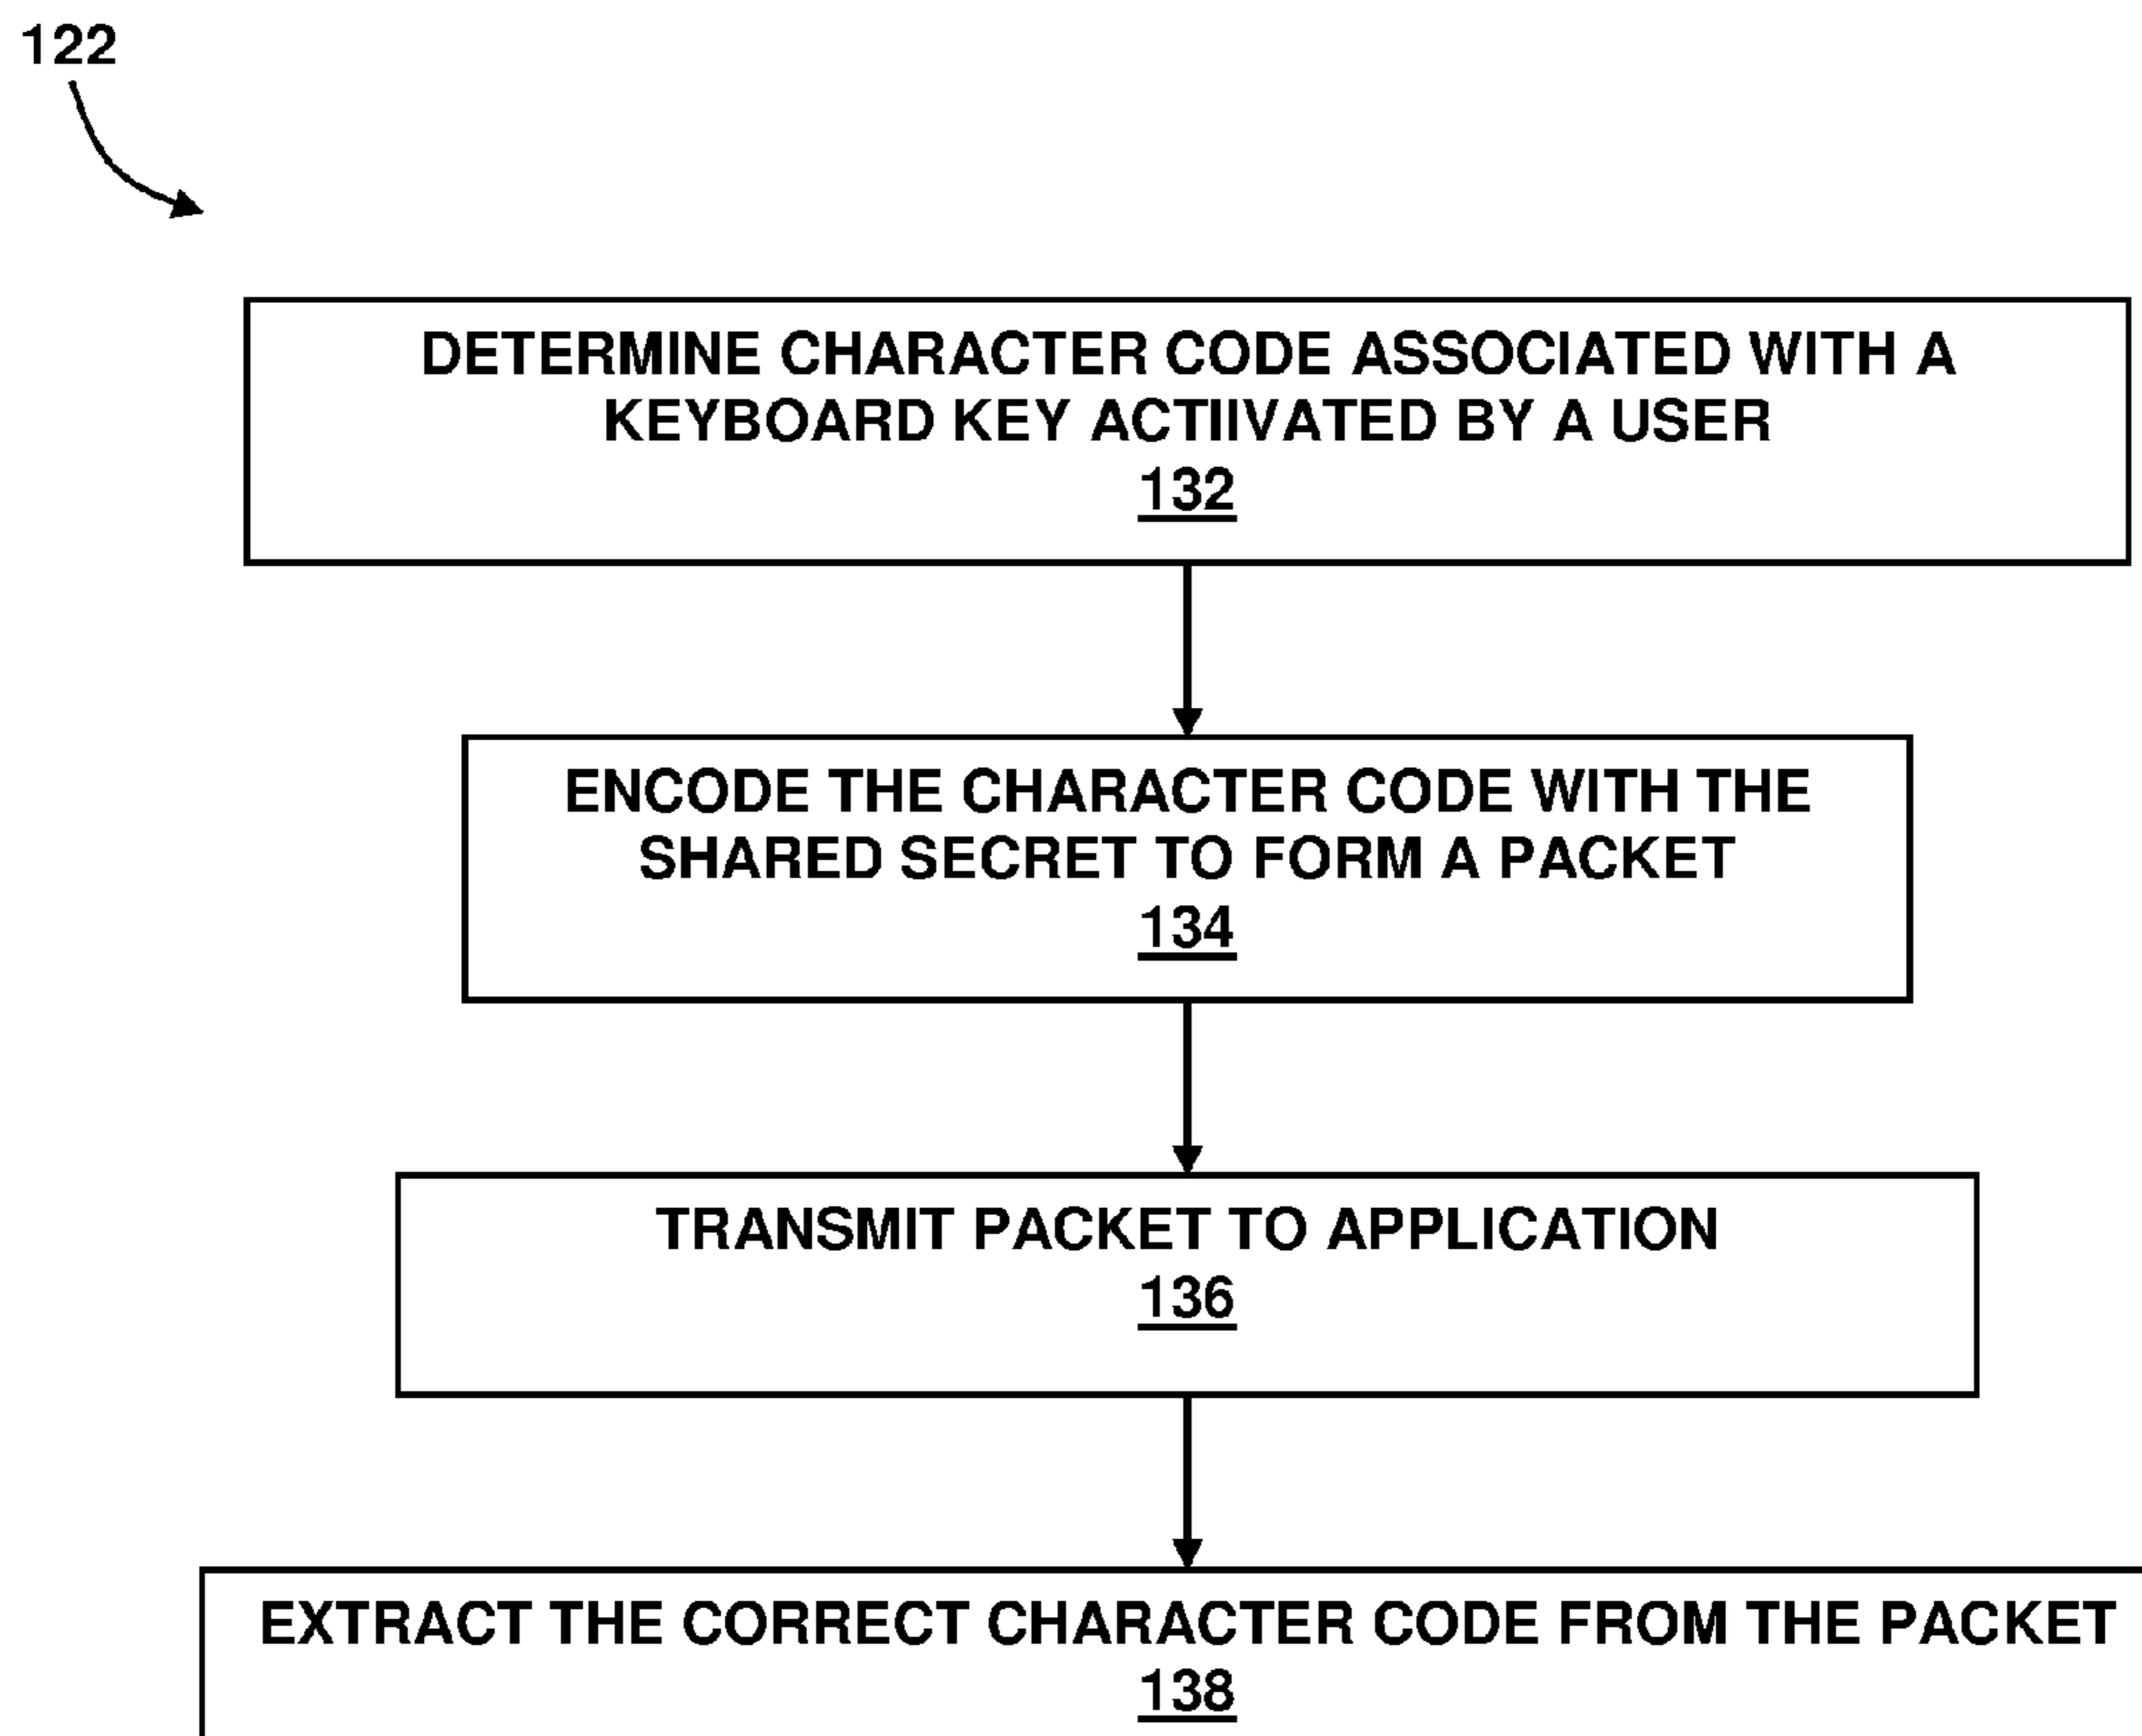 122
DETERMINE CHARACTER CODE ASSOCIATED WITH A
KEYBOARD KEY ACTIIVATED BY A USER
132
ENCODE THE CHARACTER CODE WITH THE
SHARED SECRET TO FORM A PACKET
134
TRANSMIT PACKET TO APPLICATION
136
EXTRACT THE CORRECT CHARACTER CODE FROM THE PACKET
138